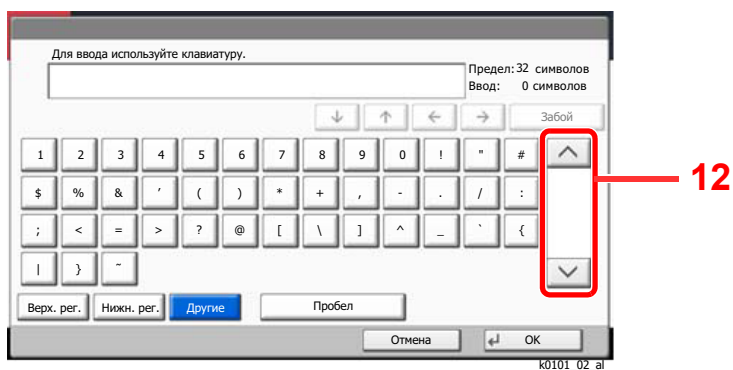 Для ввода используйте клавиатуру.
Предел: 32 символов
Ввод: 0 символов
↓ ↑ ← → Забой
1 2 3 4 5 6 7 8 9 0 ! " #
$ % & ' ( ) * + , - . / :
; < = > ? @ [ \ ] ^ _ ` {
| } ~
12
Верх. рег. Нижн. рег. Другие Пробел
Отмена OK
k0101_02_al